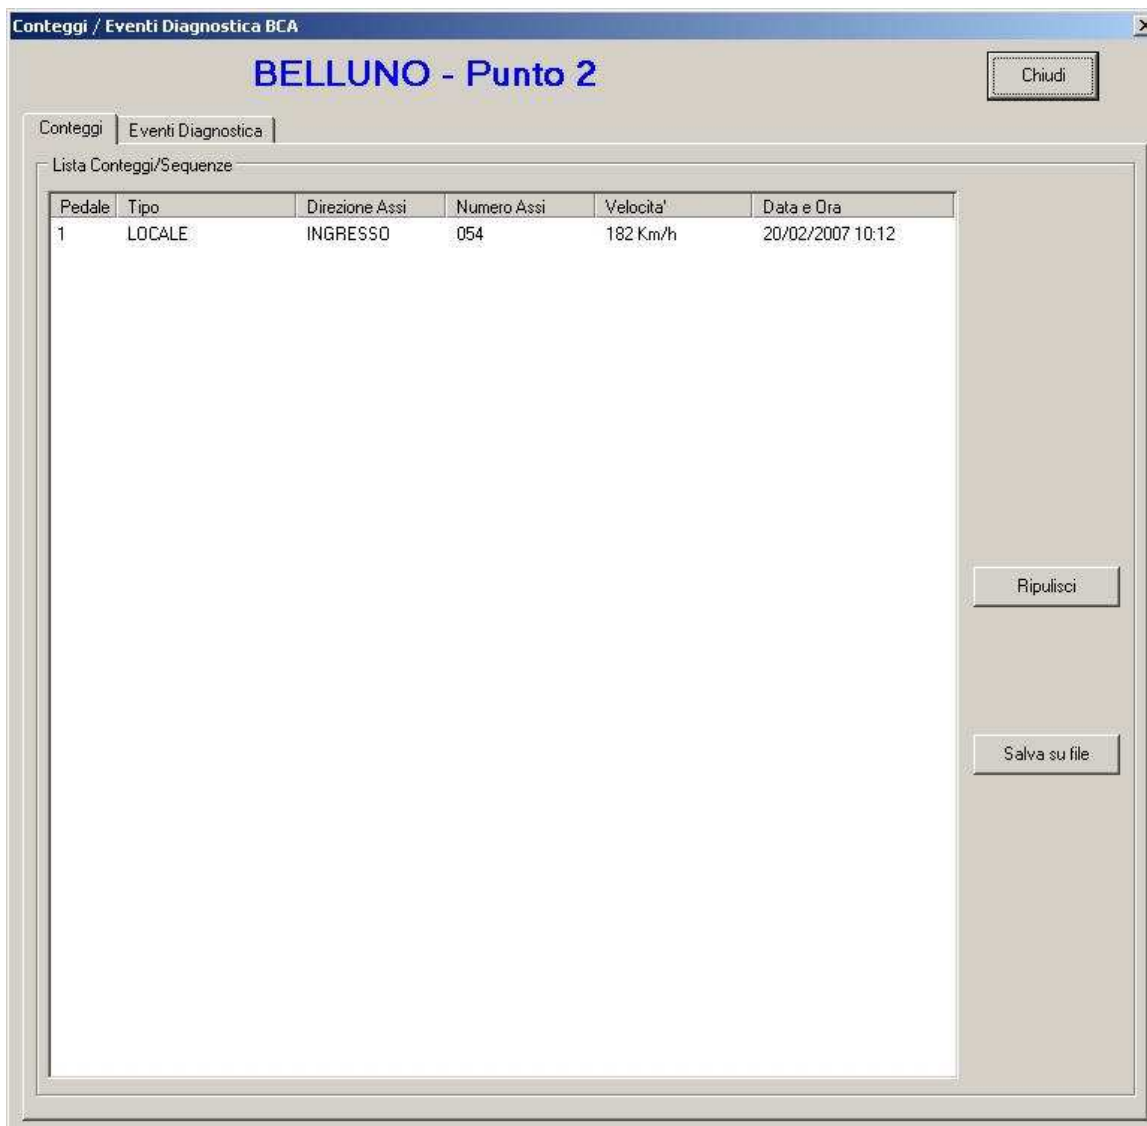 Conteggi / Eventi Diagnostica BCA
BELLUNO - Punto 2
Chiudi
Conteggi Eventi Diagnostica
Lista Conteggi/Sequenze
Pedale Tipo Direzione Assi Numero Assi Velocita' Data e Ora
1 LOCALE INGRESSO 054 182 Km/h 20/02/2007 10:12
Ripulisci
Salva su file